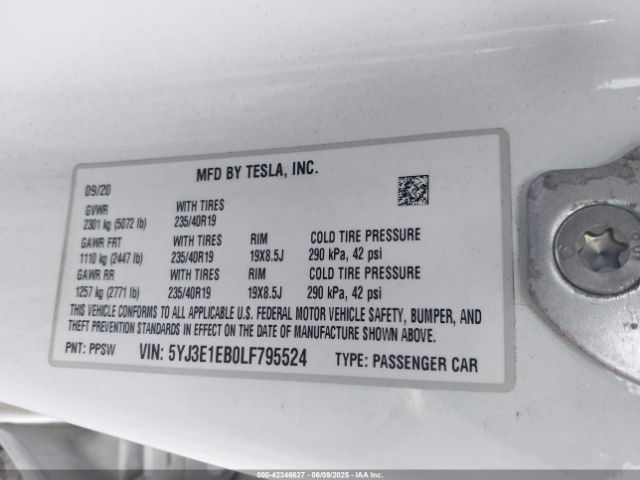 MFD BY TESLA, INC.
09/20
GVWR WITH TIRES
2301 kg (5072 lb) 235/40R19
GAWR FRT WITH TIRES RIM COLD TIRE PRESSURE
1110 kg (2447 lb) 235/40R19 19X8.5J 290 kPa, 42 psi
GAWR RR WITH TIRES RIM COLD TIRE PRESSURE
1257 kg (2771 lb) 235/40R19 19X8.5J 290 kPa, 42 psi
THIS VEHICLE CONFORMS TO ALL APPLICABLE U.S. FEDERAL MOTOR VEHICLE SAFETY, BUMPER, AND
THEFT PREVENTION STANDARDS IN EFFECT ON THE DATE OF MANUFACTURE SHOWN ABOVE.
PNT: PPSW VIN: 5YJ3E1EB0LF795524 TYPE: PASSENGER CAR
000-42346627 - 06/09/2025 - IAA Inc.